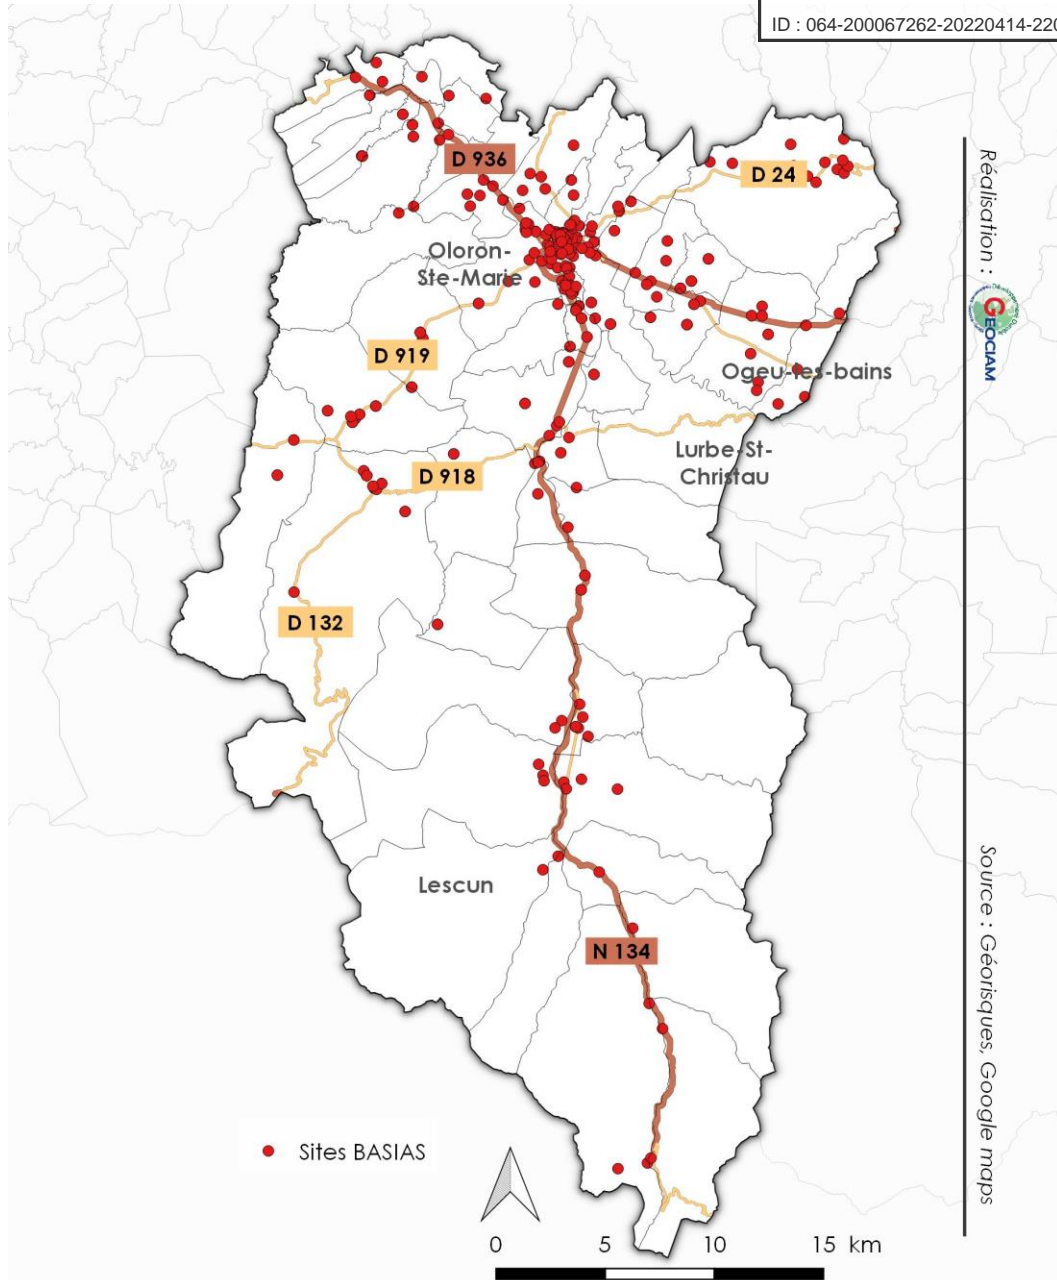 ID : 064-200067262-20220414-220
D 936
D 24
Oloron-
Ste-Marie
D 919
Ogeu-les-bains
Lurbe-St-
Christau
D 918
D 132
Lescun
N 134
Sites BASIAS
0 5 10 15 km
Réalisation :
GEOCIAM
Source : Géorisques, Google maps